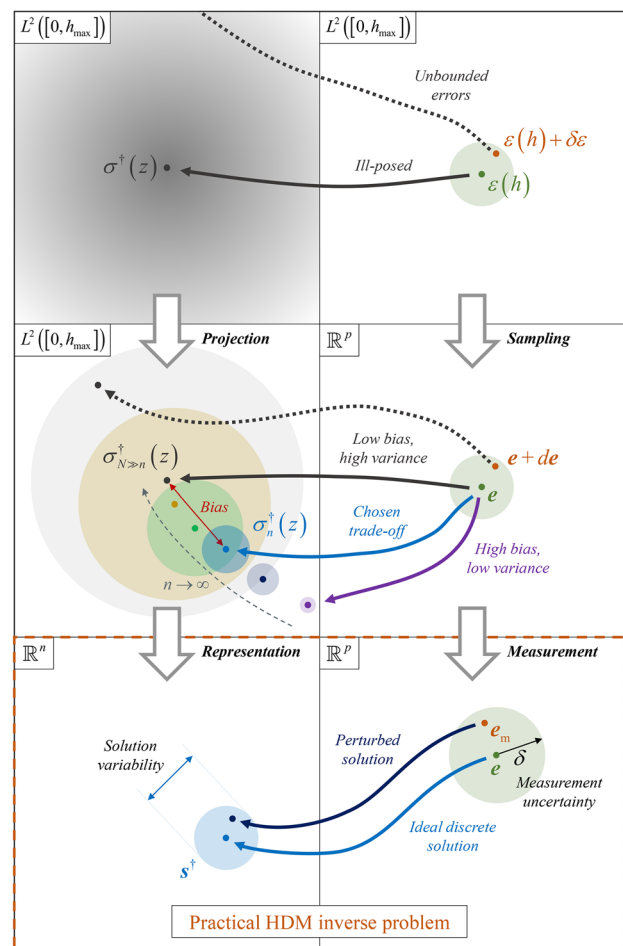 L²([0, h_max])
L²([0, h_max])
Unbounded
errors
ε(h) + δε
σ†(z)
Ill-posed
ε(h)
L²([0, h_max])
Projection
ℝ^p
Sampling
σ†_{N≫n}(z)
Low bias,
high variance
e + de
e
Bias
σ†_n(z)
Chosen
trade-off
High bias,
low variance
n → ∞
ℝ^n
Representation
ℝ^p
Measurement
Solution
variability
Perturbed
solution
e_m
e
δ
Measurement
uncertainty
Ideal discrete
solution
s†
Practical HDM inverse problem